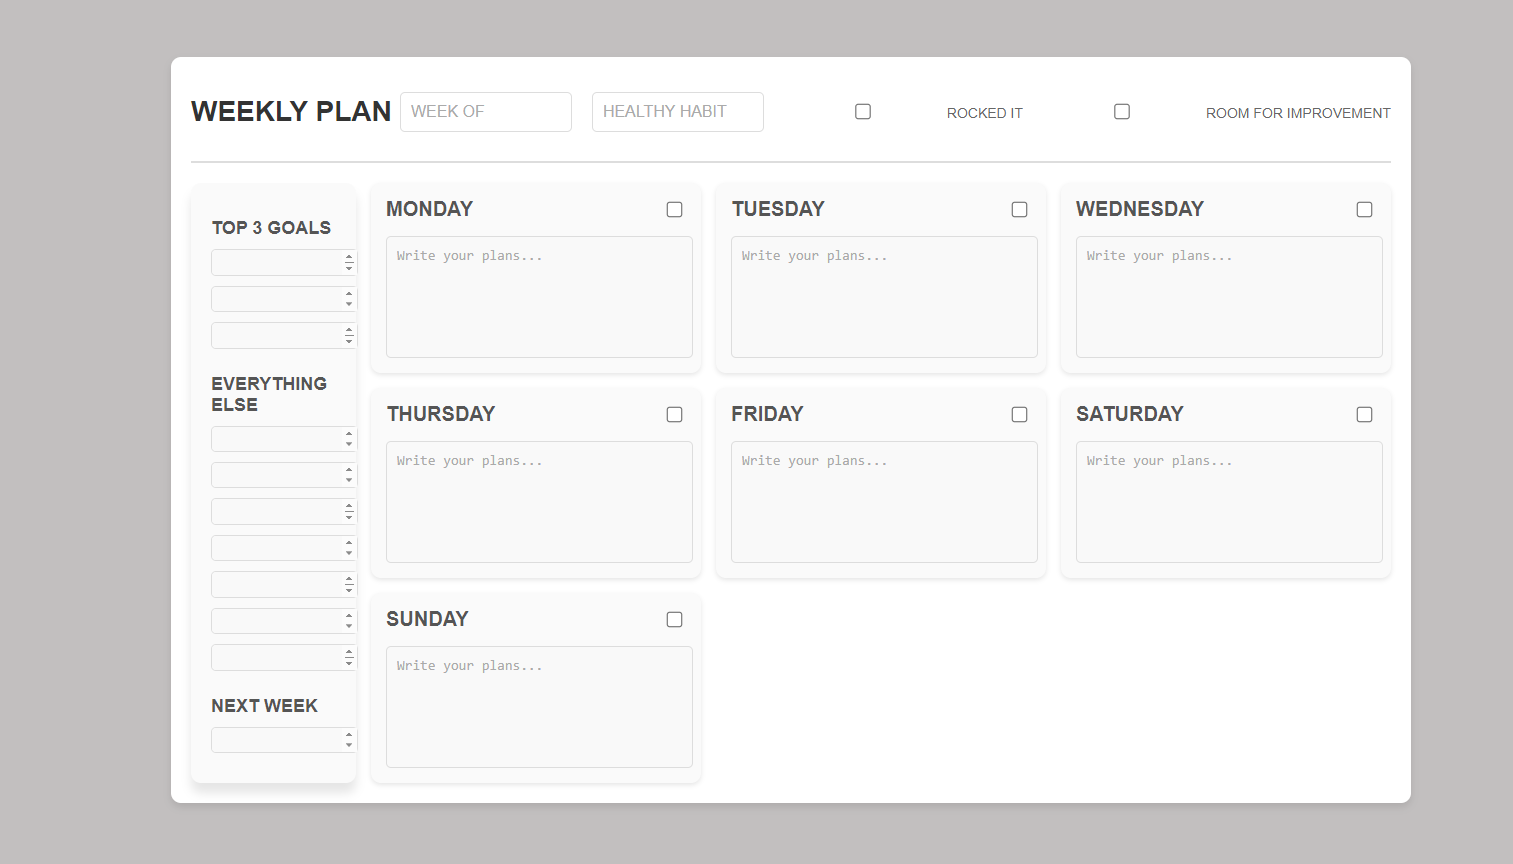 WEEKLY PLAN WEEK OF HEALTHY HABIT ROCKED IT ROOM FOR IMPROVEMENT
TOP 3 GOALS
EVERYTHING
ELSE
NEXT WEEK
MONDAY
Write your plans...
TUESDAY
Write your plans...
WEDNESDAY
Write your plans...
THURSDAY
Write your plans...
FRIDAY
Write your plans...
SATURDAY
Write your plans...
SUNDAY
Write your plans...